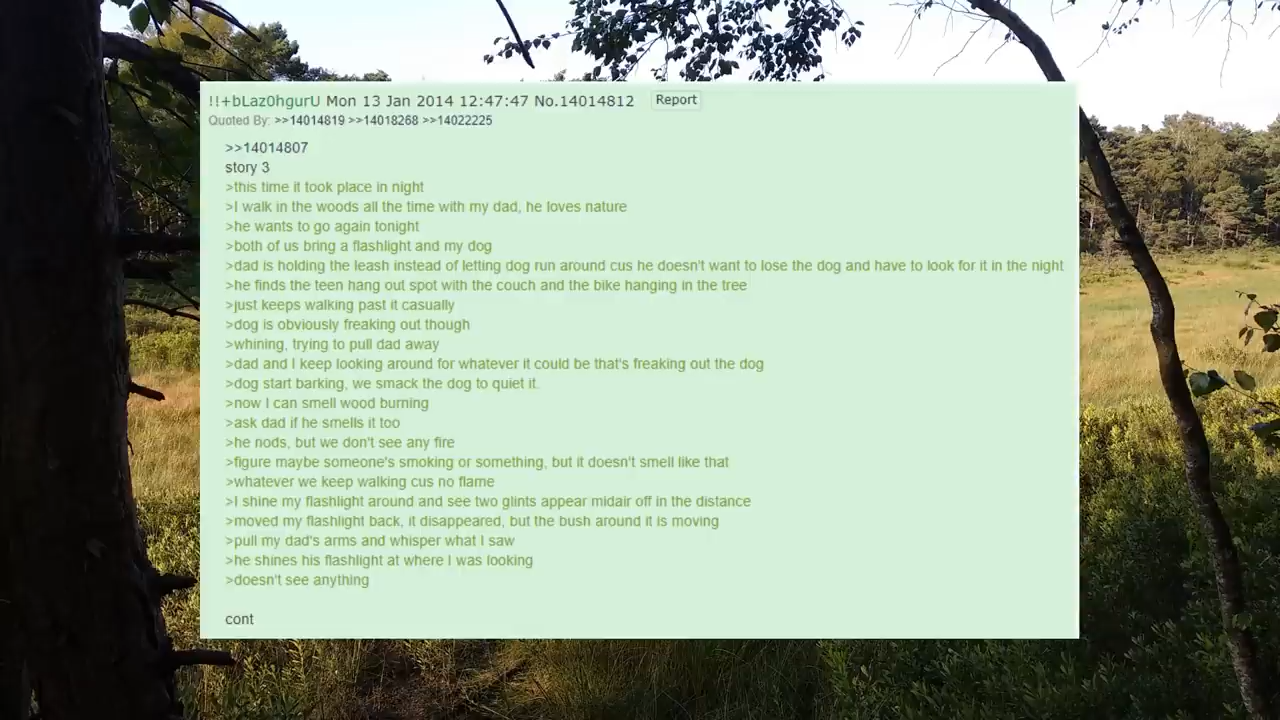 !!+bLaz0hgurU Mon 13 Jan 2014 12:47:47 No.14014812 Report
Quoted By: >>14014819 >>14018268 >>14022225
>>14014807
story 3
>this time it took place in night
>I walk in the woods all the time with my dad, he loves nature
>he wants to go again tonight
>both of us bring a flashlight and my dog
>dad is holding the leash instead of letting dog run around cus he doesn't want to lose the dog and have to look for it in the night
>he finds the teen hang out spot with the couch and the bike hanging in the tree
>just keeps walking past it casually
>dog is obviously freaking out though
>whining, trying to pull dad away
>dad and I keep looking around for whatever it could be that's freaking out the dog
>dog start barking, we smack the dog to quiet it.
>now I can smell wood burning
>ask dad if he smells it too
>he nods, but we don't see any fire
>figure maybe someone's smoking or something, but it doesn't smell like that
>whatever we keep walking cus no flame
>I shine my flashlight around and see two glints appear midair off in the distance
>moved my flashlight back, it disappeared, but the bush around it is moving
>pull my dad's arms and whisper what I saw
>he shines his flashlight at where I was looking
>doesn't see anything
cont